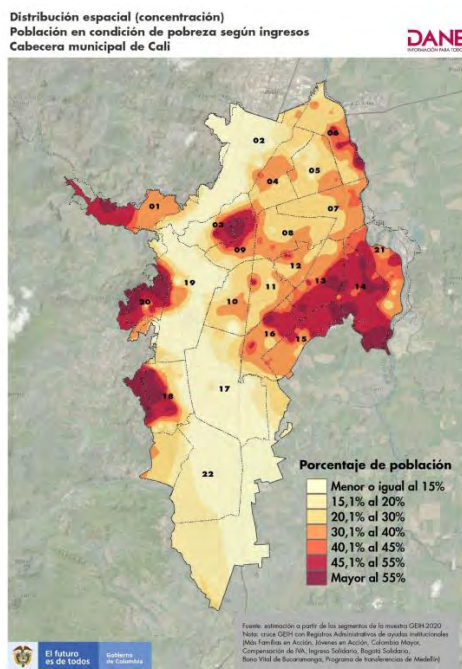 Distribución espacial (concentración)
Población en condición de pobreza según ingresos
Cabecera municipal de Cali
DANE
INFORMACIÓN PARA TODOS
02
06
05
04
01
07
03
08
09
21
12
19
13
14
11
20
10
16
15
17
18
22
Porcentaje de población
Menor o igual al 15%
15,1% al 20%
20,1% al 30%
30,1% al 40%
40,1% al 45%
45,1% al 55%
Mayor al 55%
Fuente: estimación a partir de los segmentos de la muestra GEIH-2020
Nota: cruce GEIH con Registros Administrativos de ayudas institucionales
(Más Familias en Acción, Jóvenes en Acción, Colombia Mayor,
Compensación de IVA, Ingreso Solidario, Bogotá Solidaria,
Bono Vital de Bucaramanga, Programa de transferencias de Medellín)
El futuro
es de todos
Gobierno
de Colombia